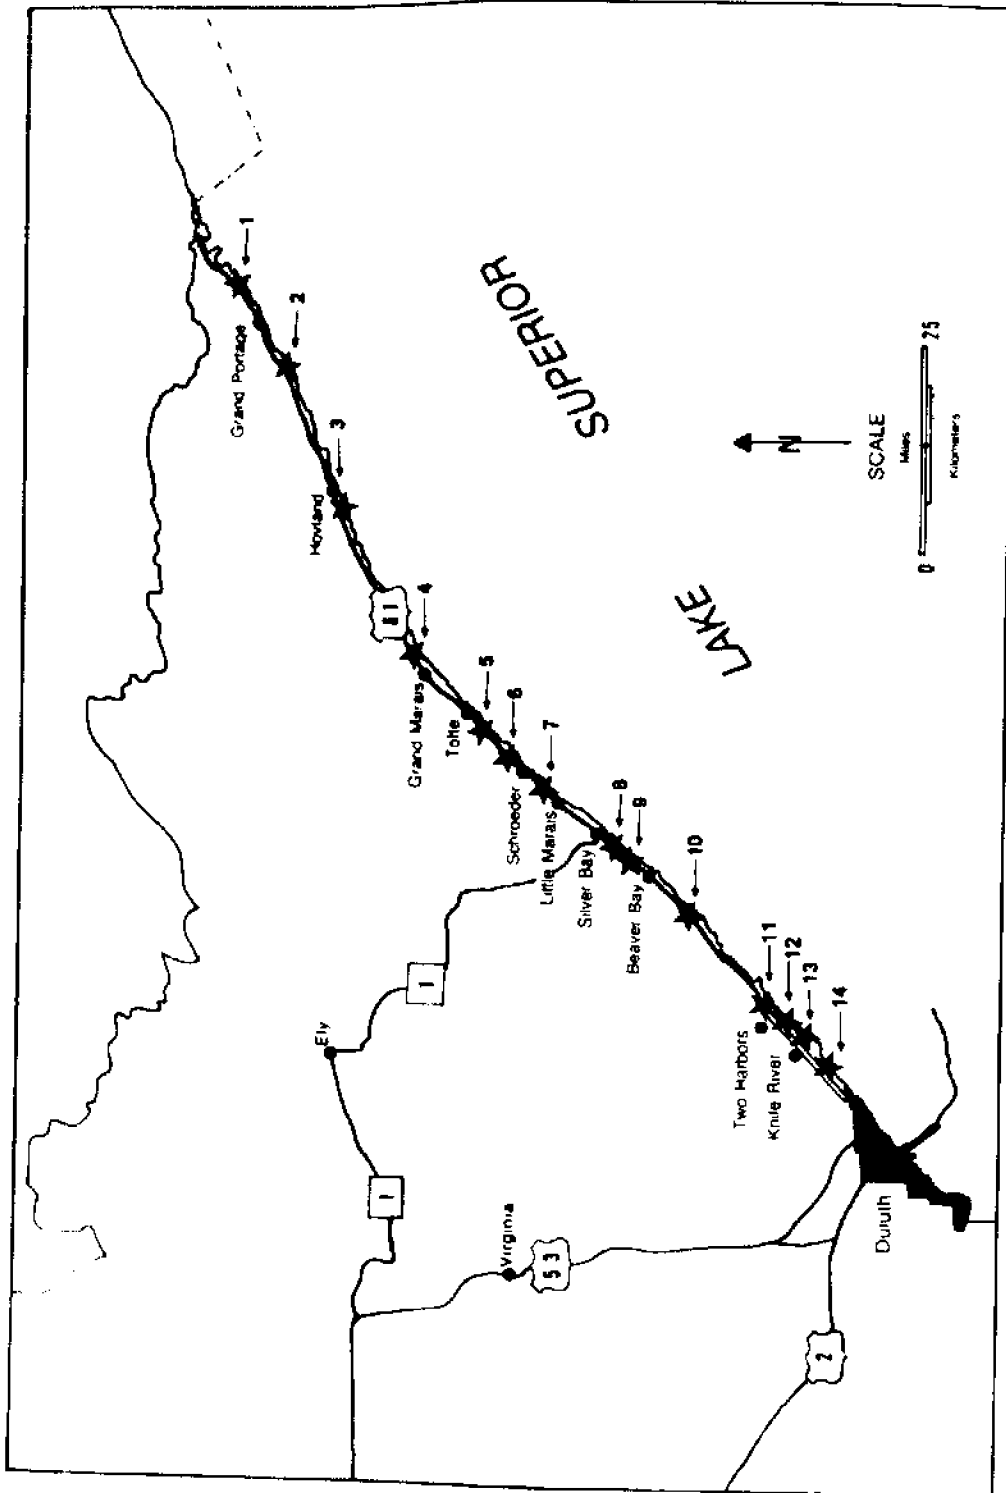 1
2
3
4
5
6
7
8
9
10
11
12
13
14
Grand Portage
Hovland
61
Grand Marais
Tofte
Schroeder
Little Marais
Silver Bay
Beaver Bay
Two Harbors
Knife River
Duluth
Ely
1
1
Virginia
53
2
LAKE SUPERIOR
N
SCALE
Miles
0 25
Kilometers